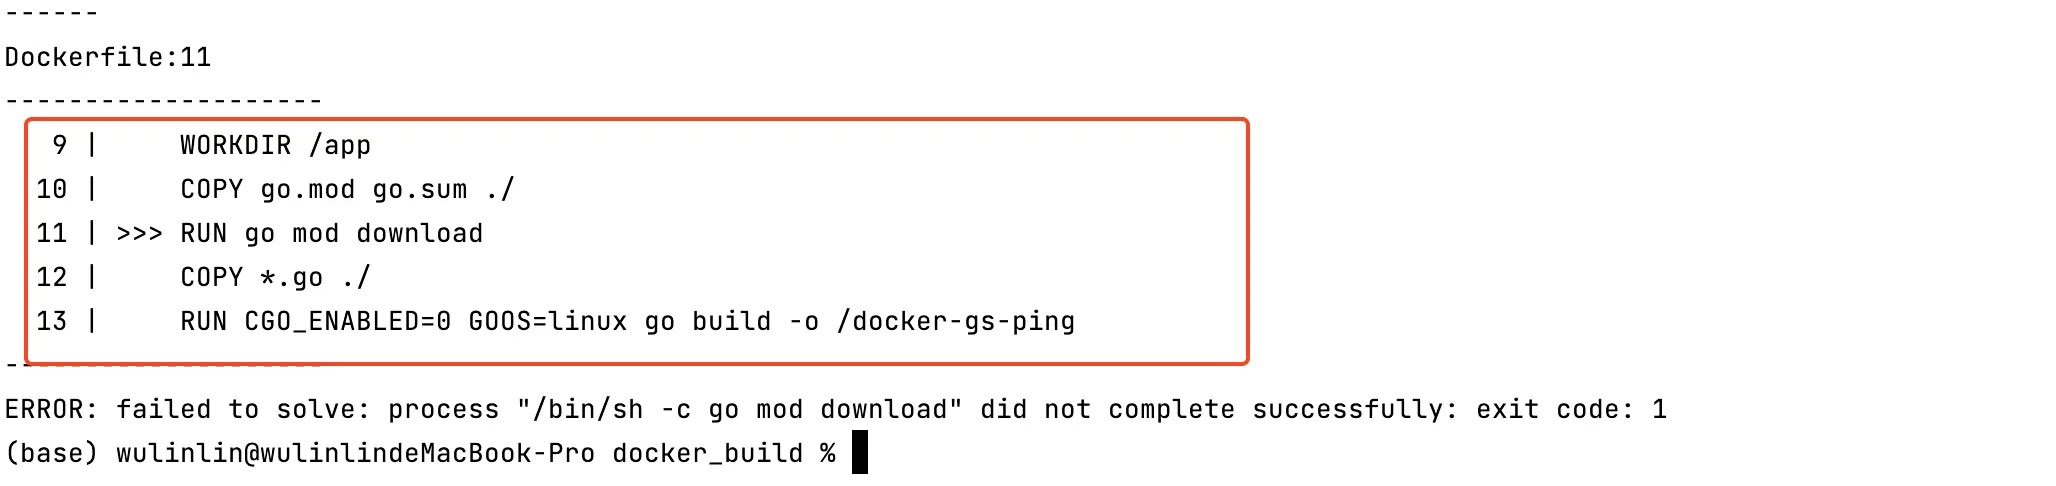 ------
Dockerfile:11
--------------------
   9 |     WORKDIR /app
  10 |     COPY go.mod go.sum ./
  11 | >>> RUN go mod download
  12 |     COPY *.go ./
  13 |     RUN CGO_ENABLED=0 GOOS=linux go build -o /docker-gs-ping
--------------------
ERROR: failed to solve: process "/bin/sh -c go mod download" did not complete successfully: exit code: 1
(base) wulinlin@wulinlindeMacBook-Pro docker_build %